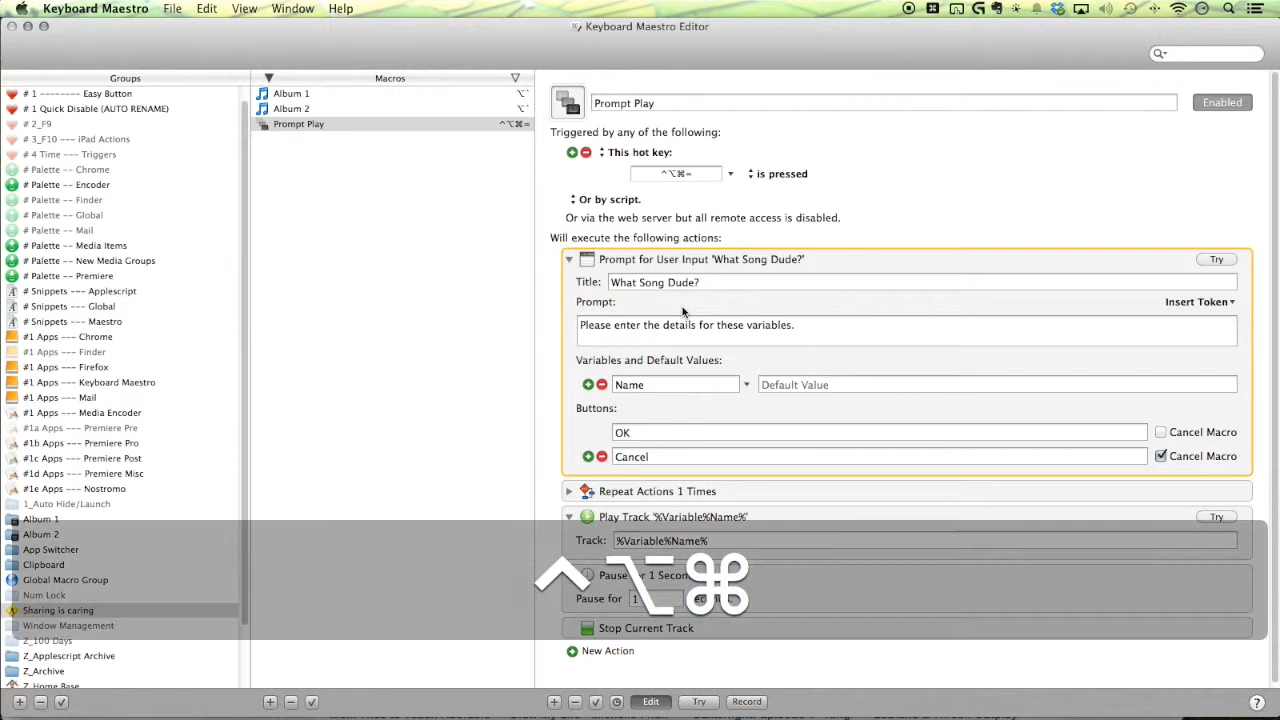 Keyboard Maestro File Edit View Window Help
Keyboard Maestro Editor
Groups
# 1 -------- Easy Button
# 1 Quick Disable (AUTO RENAME)
# 2_F9
# 3_F10 --- iPad Actions
# 4 Time --- Triggers
# Palette -- Chrome
# Palette -- Encoder
# Palette -- Finder
# Palette -- Global
# Palette -- Mail
# Palette -- Media Items
# Palette -- New Media Groups
# Palette -- Premiere
# Snippets --- Applescript
# Snippets --- Global
# Snippets --- Maestro
#1 Apps --- Chrome
#1 Apps --- Finder
#1 Apps --- Firefox
#1 Apps --- Keyboard Maestro
#1 Apps --- Mail
#1 Apps --- Media Encoder
#1a Apps --- Premiere Pre
#1b Apps --- Premiere Pro
#1c Apps --- Premiere Post
#1d Apps --- Premiere Misc
#1e Apps --- Nostromo
1_Auto Hide/Launch
Album 1
Album 2
App Switcher
Clipboard
Global Macro Group
Num Lock
Sharing is caring
Window Management
Z_100 Days
Z_Applescript Archive
Z_Archive
Z_Home Base
Macros
Album 1 ⌥`
Album 2 ⌥`
Prompt Play ^⌥⌘=
Prompt Play Enabled
Triggered by any of the following:
This hot key:
^⌥⌘= is pressed
Or by script.
Or via the web server but all remote access is disabled.
Will execute the following actions:
Prompt for User Input 'What Song Dude?' Try
Title: What Song Dude?
Prompt: Insert Token
Please enter the details for these variables.
Variables and Default Values:
Name Default Value
Buttons:
OK Cancel Macro
Cancel Cancel Macro
Repeat Actions 1 Times
Play Track '%Variable%Name%' Try
Track: %Variable%Name%
Pause for 1 Second
Pause for 1
^⌥⌘
Stop Current Track
New Action
Edit Try Record ?